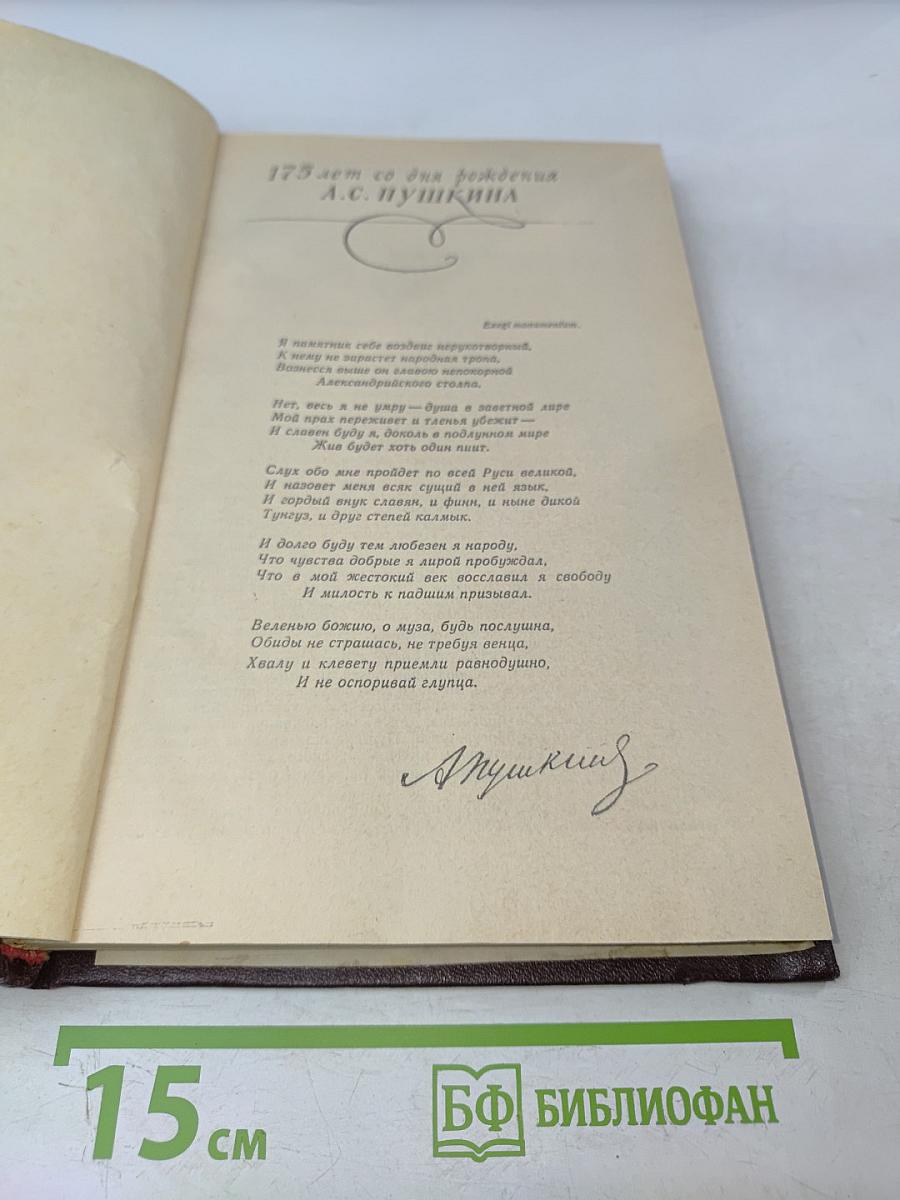 175 лет со дня рождения
А.С. ПУШКИНА
Exegi monumentum.
Я памятник себе воздвиг нерукотворный,
К нему не зарастет народная тропа,
Вознесся выше он главою непокорной
Александрийского столпа.
Нет, весь я не умру — душа в заветной лире
Мой прах переживет и тленья убежит —
И славен буду я, доколь в подлунном мире
Жив будет хоть один пиит.
Слух обо мне пройдет по всей Руси великой,
И назовет меня всяк сущий в ней язык,
И гордый внук славян, и финн, и ныне дикой
Тунгуз, и друг степей калмык.
И долго буду тем любезен я народу,
Что чувства добрые я лирой пробуждал,
Что в мой жестокий век восславил я свободу
И милость к падшим призывал.
Веленью божию, о муза, будь послушна,
Обиды не страшась, не требуя венца,
Хвалу и клевету приемли равнодушно,
И не оспоривай глупца.
АПушкин
15 см
БФ БИБЛИОФАН